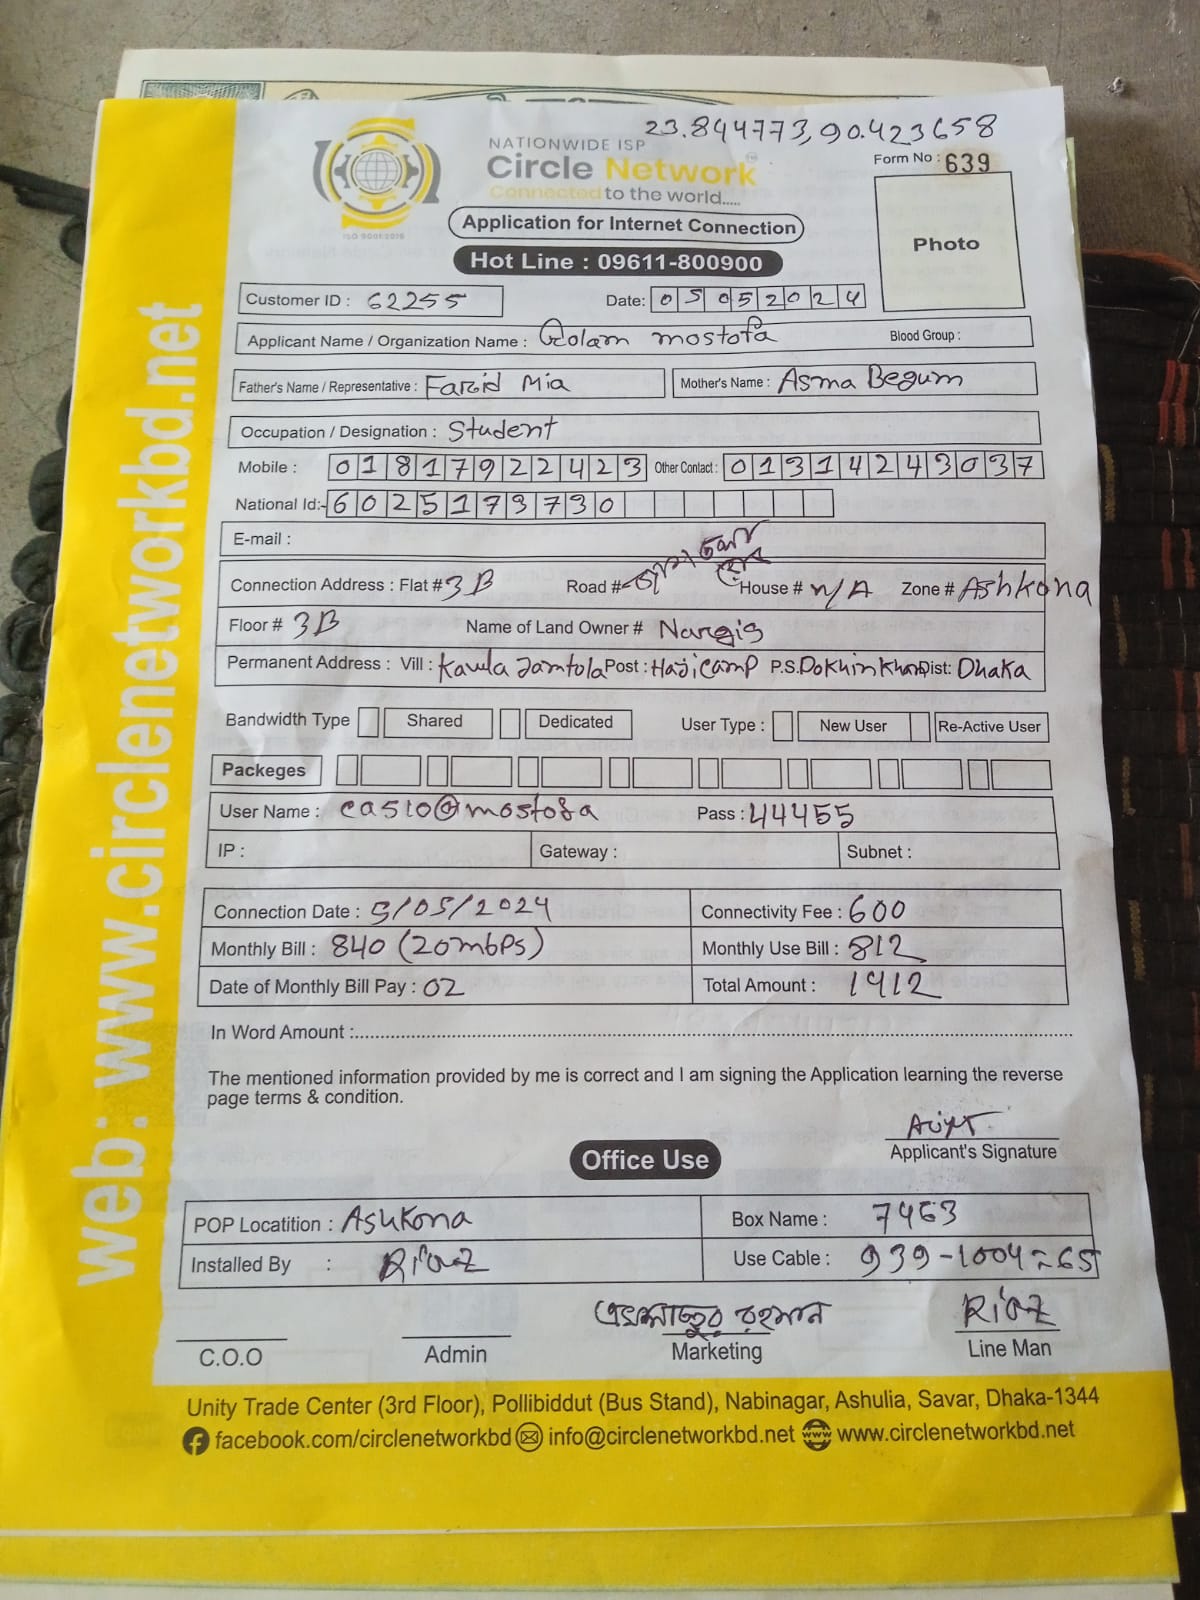 23.844773,90.423658
NATIONWIDE ISP
Circle Network
TM
Connected to the world.....
ISO 9001:2015
Form No : 639
Application for Internet Connection
Photo
Hot Line : 09611-800900
Customer ID : 62255 Date: 05052024
Applicant Name / Organization Name : Golam mostofa Blood Group :
Father's Name / Representative : Farid Mia Mother's Name : Asma Begum
Occupation / Designation : Student
Mobile : 01817922423 Other Contact : 01314243037
National Id:- 6025173730
E-mail :
Connection Address : Flat # 3B Road # House # N/A Zone # Ashkona
Floor # 3B Name of Land Owner # Nargis
Permanent Address : Vill : Kawla Jamtola Post : Haji camp P.S. Dokhin Khan Dist: Dhaka
Bandwidth Type Shared Dedicated User Type : New User Re-Active User
Packeges
User Name : casio@mostofa Pass : 44455
IP : Gateway : Subnet :
Connection Date : 5/05/2024 Connectivity Fee : 600
Monthly Bill : 840 (20mbps) Monthly Use Bill : 812
Date of Monthly Bill Pay : 02 Total Amount : 1412
In Word Amount :
The mentioned information provided by me is correct and I am signing the Application learning the reverse
page terms & condition.
Applicant's Signature
Office Use
POP Locatition : Ashkona Box Name : 7463
Installed By : Riaz Use Cable : 939-1004=65
রহমান Riaz
C.O.O Admin Marketing Line Man
Unity Trade Center (3rd Floor), Pollibiddut (Bus Stand), Nabinagar, Ashulia, Savar, Dhaka-1344
facebook.com/circlenetworkbd info@circlenetworkbd.net www.circlenetworkbd.net
web: www.circlenetworkbd.net